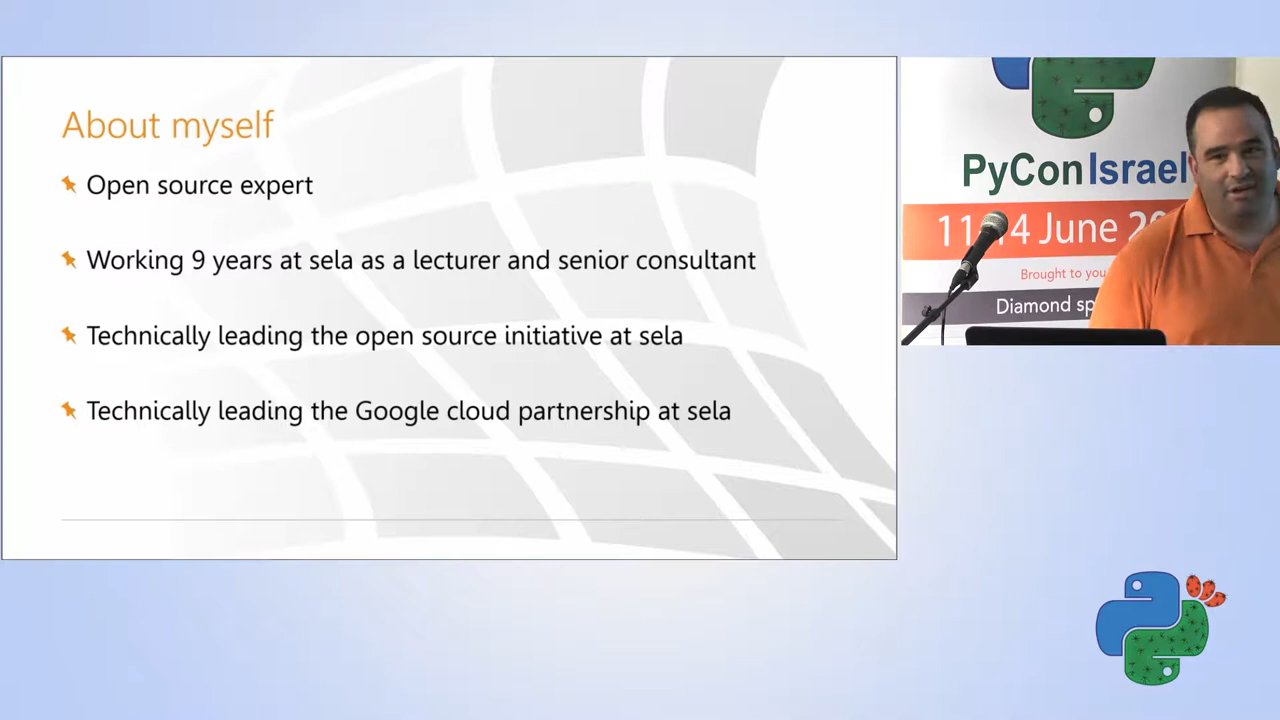 About myself
Open source expert
Working 9 years at sela as a lecturer and senior consultant
Technically leading the open source initiative at sela
Technically leading the Google cloud partnership at sela
PyCon Israel
June
Brought to you
Diamond